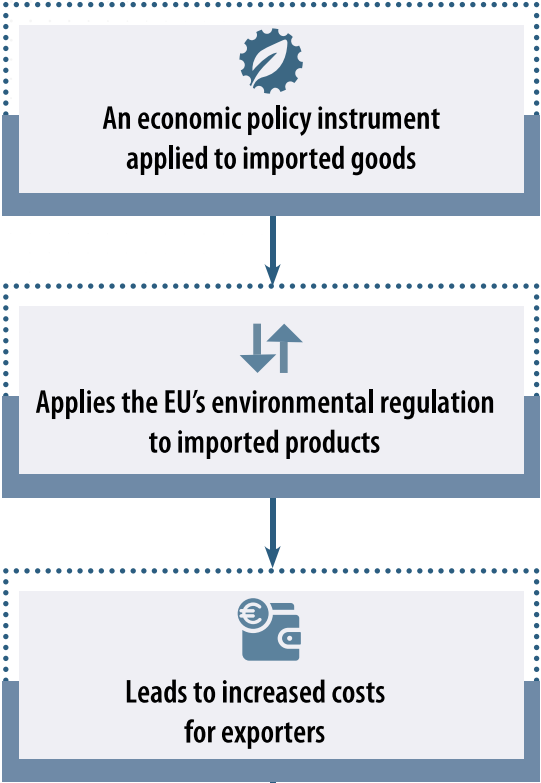 An economic policy instrument
applied to imported goods
Applies the EU's environmental regulation
to imported products
Leads to increased costs
for exporters